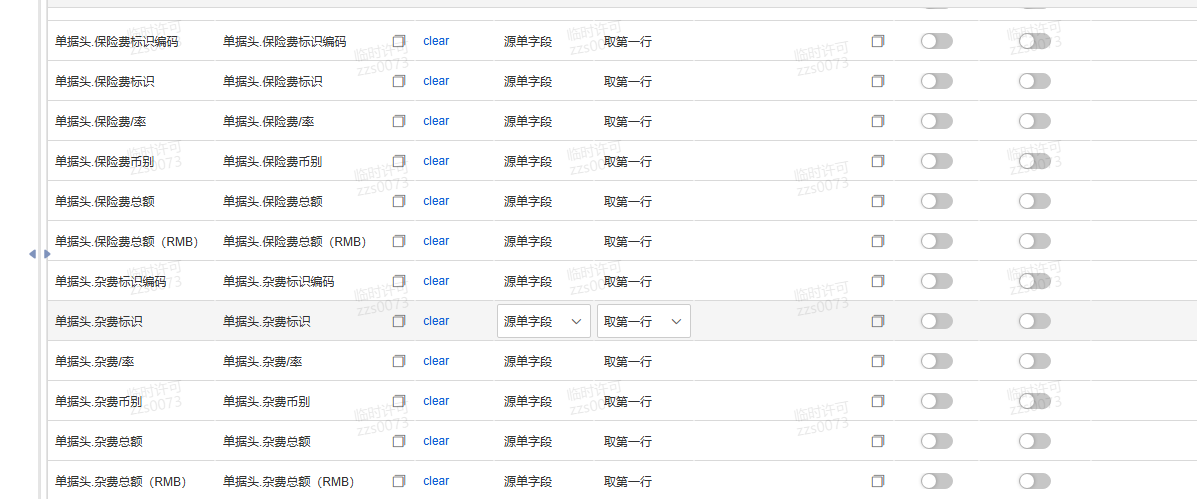 单据头.保险费标识编码 单据头.保险费标识编码 clear 源单字段 取第一行
单据头.保险费标识 单据头.保险费标识 clear 源单字段 取第一行
单据头.保险费/率 单据头.保险费/率 clear 源单字段 取第一行
单据头.保险费币别 单据头.保险费币别 clear 源单字段 取第一行
单据头.保险费总额 单据头.保险费总额 clear 源单字段 取第一行
单据头.保险费总额（RMB） 单据头.保险费总额（RMB） clear 源单字段 取第一行
单据头.杂费标识编码 单据头.杂费标识编码 clear 源单字段 取第一行
单据头.杂费标识 单据头.杂费标识 clear 源单字段 取第一行
单据头.杂费/率 单据头.杂费/率 clear 源单字段 取第一行
单据头.杂费币别 单据头.杂费币别 clear 源单字段 取第一行
单据头.杂费总额 单据头.杂费总额 clear 源单字段 取第一行
单据头.杂费总额（RMB） 单据头.杂费总额（RMB） clear 源单字段 取第一行
临时许可
zzs0073